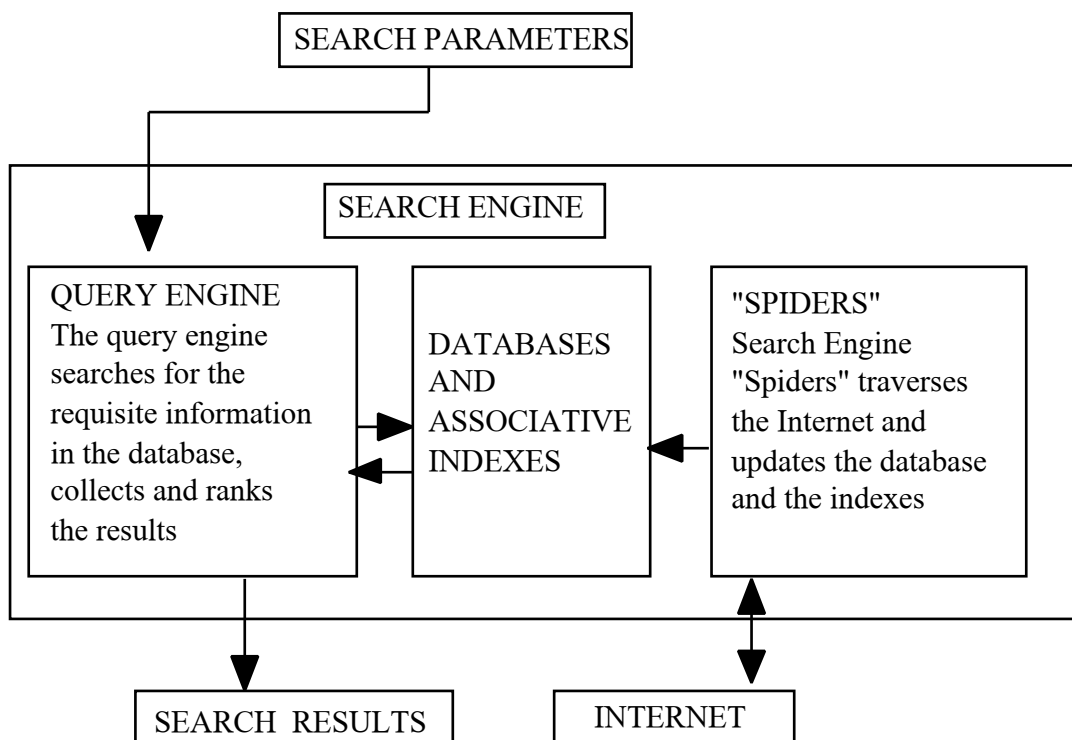 SEARCH PARAMETERS
SEARCH ENGINE
QUERY ENGINE
The query engine
searches for the
requisite information
in the database,
collects and ranks
the results
DATABASES
AND
ASSOCIATIVE
INDEXES
"SPIDERS"
Search Engine
"Spiders" traverses
the Internet and
updates the database
and the indexes
SEARCH RESULTS
INTERNET